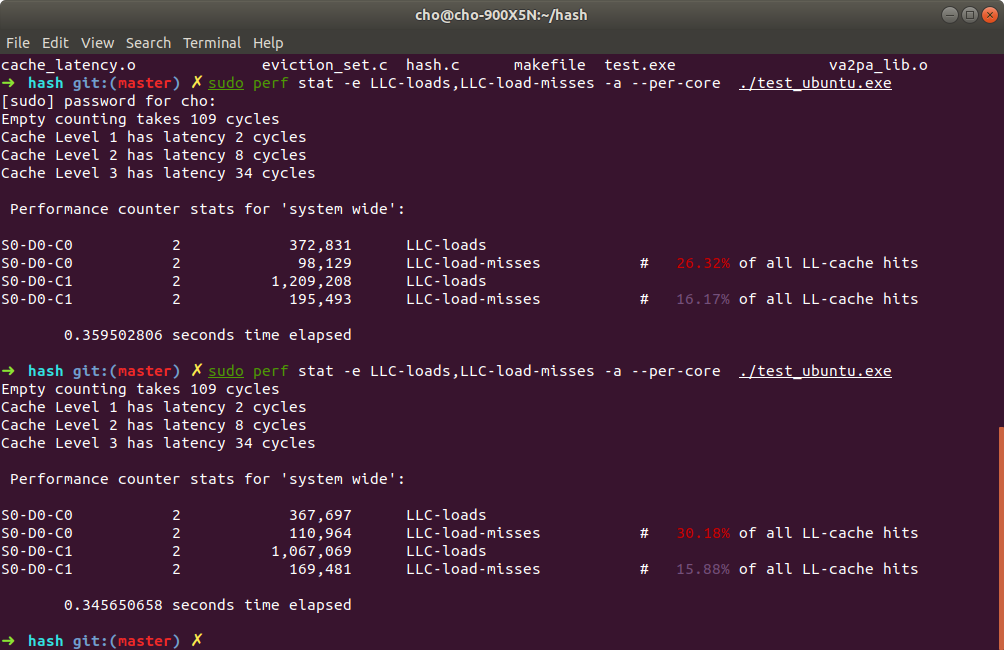 cho@cho-900X5N:~/hash
File Edit View Search Terminal Help
cache_latency.o eviction_set.c hash.c makefile test.exe va2pa_lib.o
➜ hash git:(master) ✗ sudo perf stat -e LLC-loads,LLC-load-misses -a --per-core ./test_ubuntu.exe
[sudo] password for cho:
Empty counting takes 109 cycles
Cache Level 1 has latency 2 cycles
Cache Level 2 has latency 8 cycles
Cache Level 3 has latency 34 cycles
Performance counter stats for 'system wide':
S0-D0-C0 2 372,831 LLC-loads
S0-D0-C0 2 98,129 LLC-load-misses # 26.32% of all LL-cache hits
S0-D0-C1 2 1,209,208 LLC-loads
S0-D0-C1 2 195,493 LLC-load-misses # 16.17% of all LL-cache hits
0.359502806 seconds time elapsed
➜ hash git:(master) ✗ sudo perf stat -e LLC-loads,LLC-load-misses -a --per-core ./test_ubuntu.exe
Empty counting takes 109 cycles
Cache Level 1 has latency 2 cycles
Cache Level 2 has latency 8 cycles
Cache Level 3 has latency 34 cycles
Performance counter stats for 'system wide':
S0-D0-C0 2 367,697 LLC-loads
S0-D0-C0 2 110,964 LLC-load-misses # 30.18% of all LL-cache hits
S0-D0-C1 2 1,067,069 LLC-loads
S0-D0-C1 2 169,481 LLC-load-misses # 15.88% of all LL-cache hits
0.345650658 seconds time elapsed
➜ hash git:(master) ✗